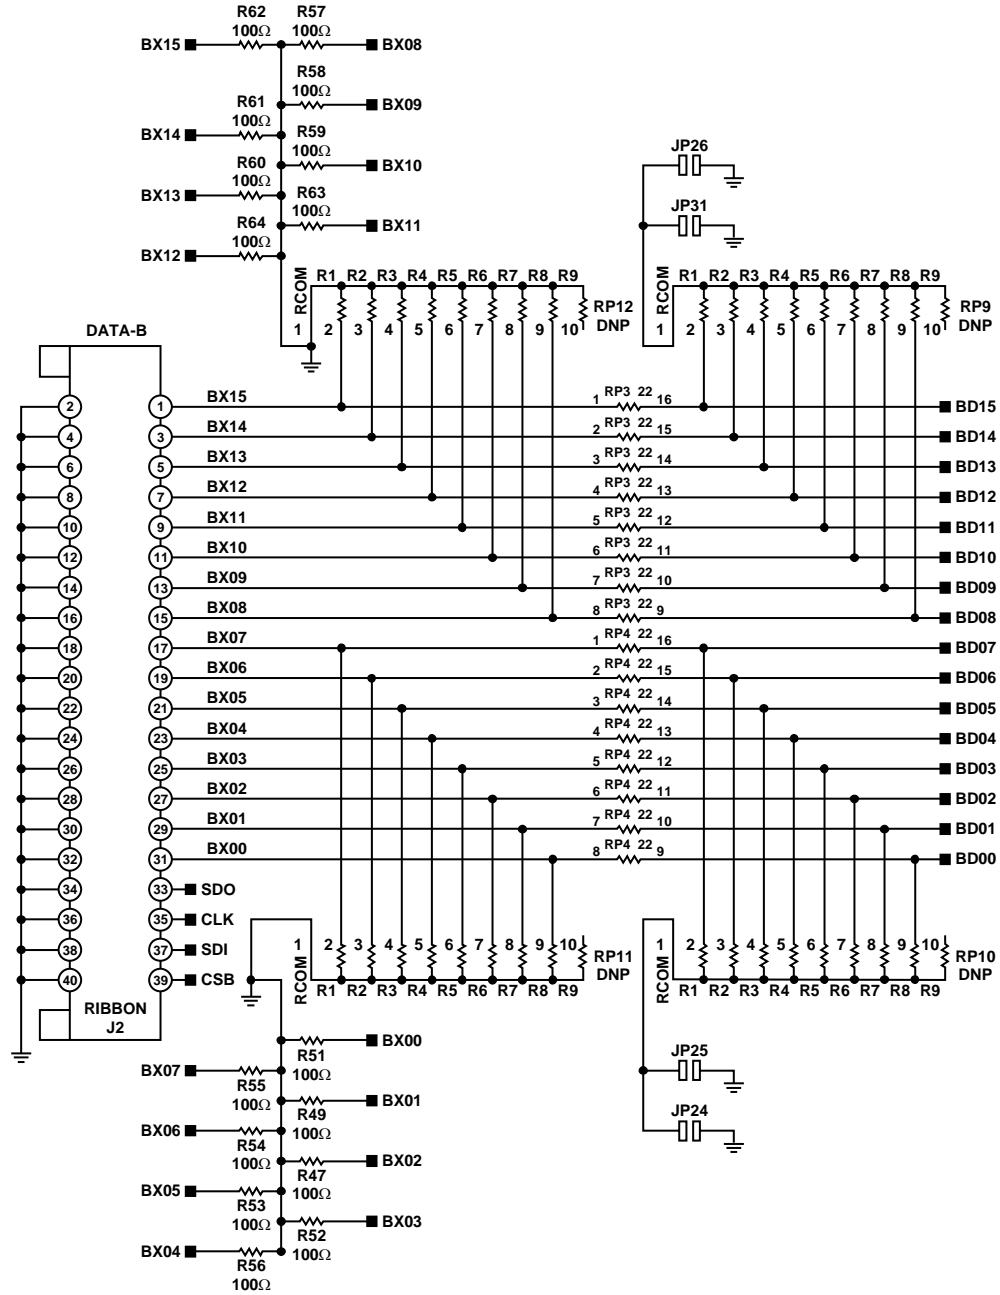 R62 R57
100Ω 100Ω
BX15 BX08
R58
100Ω
BX09
R61
100Ω
BX14
R59
100Ω
BX10
R60
100Ω
BX13
R63
100Ω
BX11
R64
100Ω
BX12
JP26
JP31
RCOM 1
R1 R2 R3 R4 R5 R6 R7 R8 R9
2 3 4 5 6 7 8 9 10
RP12
DNP
RCOM 1
R1 R2 R3 R4 R5 R6 R7 R8 R9
2 3 4 5 6 7 8 9 10
RP9
DNP
DATA-B
2 1 BX15 1 RP3 22 16 BD15
4 3 BX14 2 RP3 22 15 BD14
6 5 BX13 3 RP3 22 14 BD13
8 7 BX12 4 RP3 22 13 BD12
10 9 BX11 5 RP3 22 12 BD11
12 11 BX10 6 RP3 22 11 BD10
14 13 BX09 7 RP3 22 10 BD09
16 15 BX08 8 RP3 22 9 BD08
18 17 BX07 1 RP4 22 16 BD07
20 19 BX06 2 RP4 22 15 BD06
22 21 BX05 3 RP4 22 14 BD05
24 23 BX04 4 RP4 22 13 BD04
26 25 BX03 5 RP4 22 12 BD03
28 27 BX02 6 RP4 22 11 BD02
30 29 BX01 7 RP4 22 10 BD01
32 31 BX00 8 RP4 22 9 BD00
34 33 SDO
36 35 CLK
38 37 SDI
40 39 CSB
RIBBON
J2
RCOM 1
2 3 4 5 6 7 8 9 10
R1 R2 R3 R4 R5 R6 R7 R8 R9
RP11
DNP
RCOM 1
2 3 4 5 6 7 8 9 10
R1 R2 R3 R4 R5 R6 R7 R8 R9
RP10
DNP
BX00
R51
100Ω
BX07
R55
100Ω
BX01
R49
100Ω
BX06
R54
100Ω
BX02
R47
100Ω
BX05
R53
100Ω
BX03
R52
100Ω
BX04
R56
100Ω
JP25
JP24